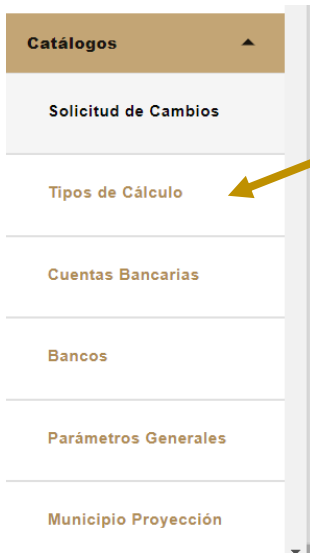 Catálogos
Solicitud de Cambios
Tipos de Cálculo
Cuentas Bancarias
Bancos
Parámetros Generales
Municipio Proyección